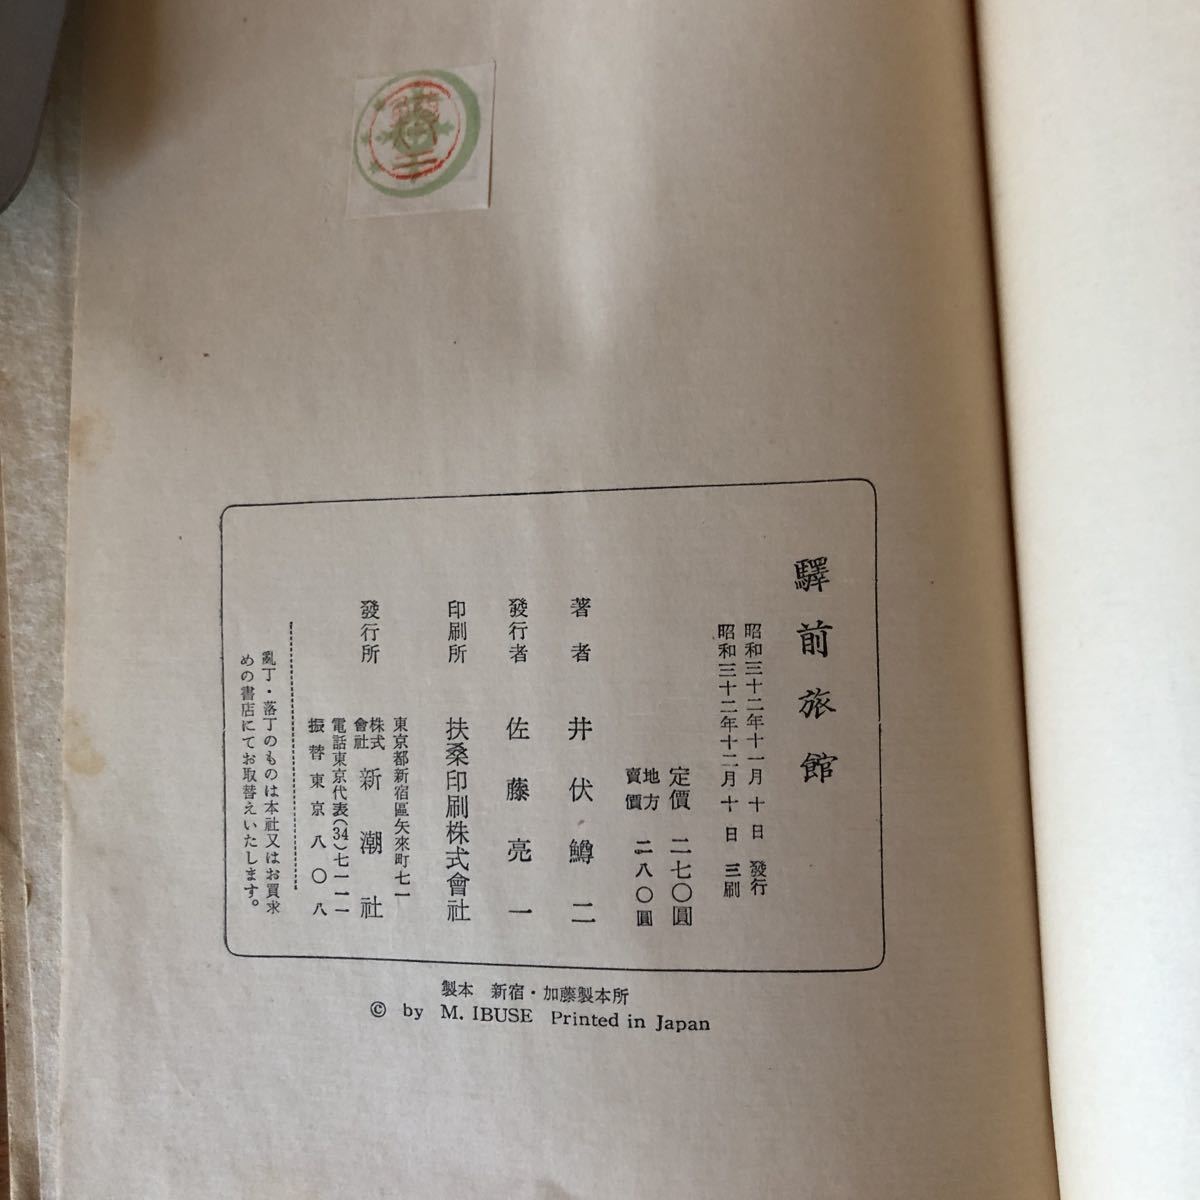 驛前旅館
昭和三十二年十一月十日 發行
昭和三十二年十二月十日 三刷
定價 二七〇圓
地方賣價 二八〇圓
著者 井伏鱒二
發行者 佐藤亮一
印刷所 扶桑印刷株式會社
東京都新宿區矢來町七一
發行所 株式會社 新潮社
電話東京代表(34)七一一一
振替東京八〇八
亂丁・落丁のものは本社又はお買求
めの書店にてお取替えいたします。
製本 新宿・加藤製本所
© by M. IBUSE Printed in Japan